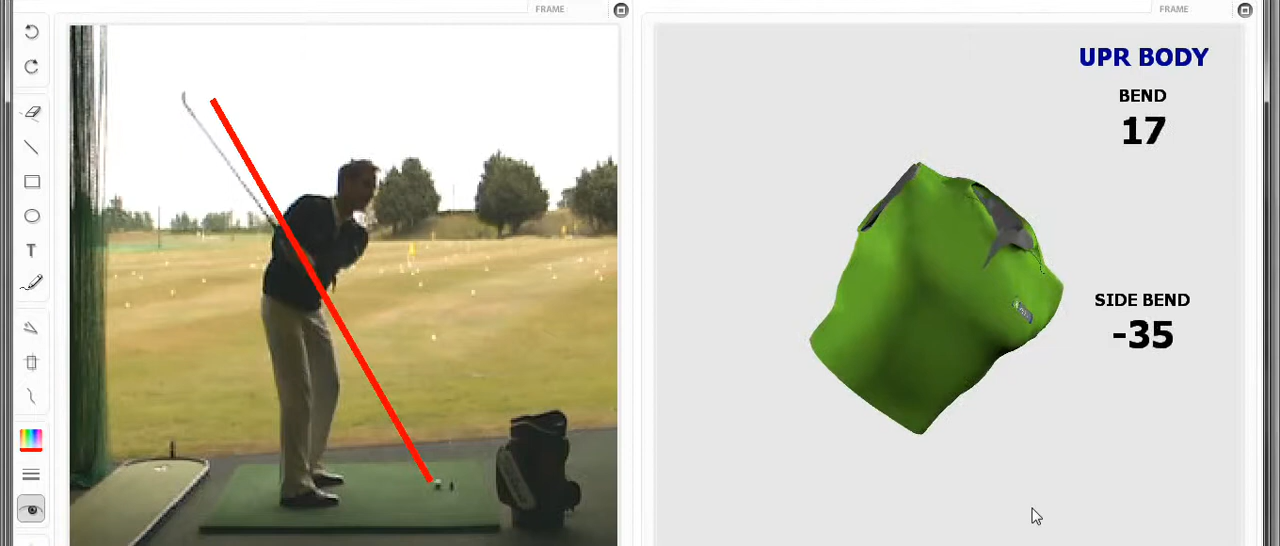 FRAME
FRAME
T
UPR BODY
BEND
17
SIDE BEND
-35